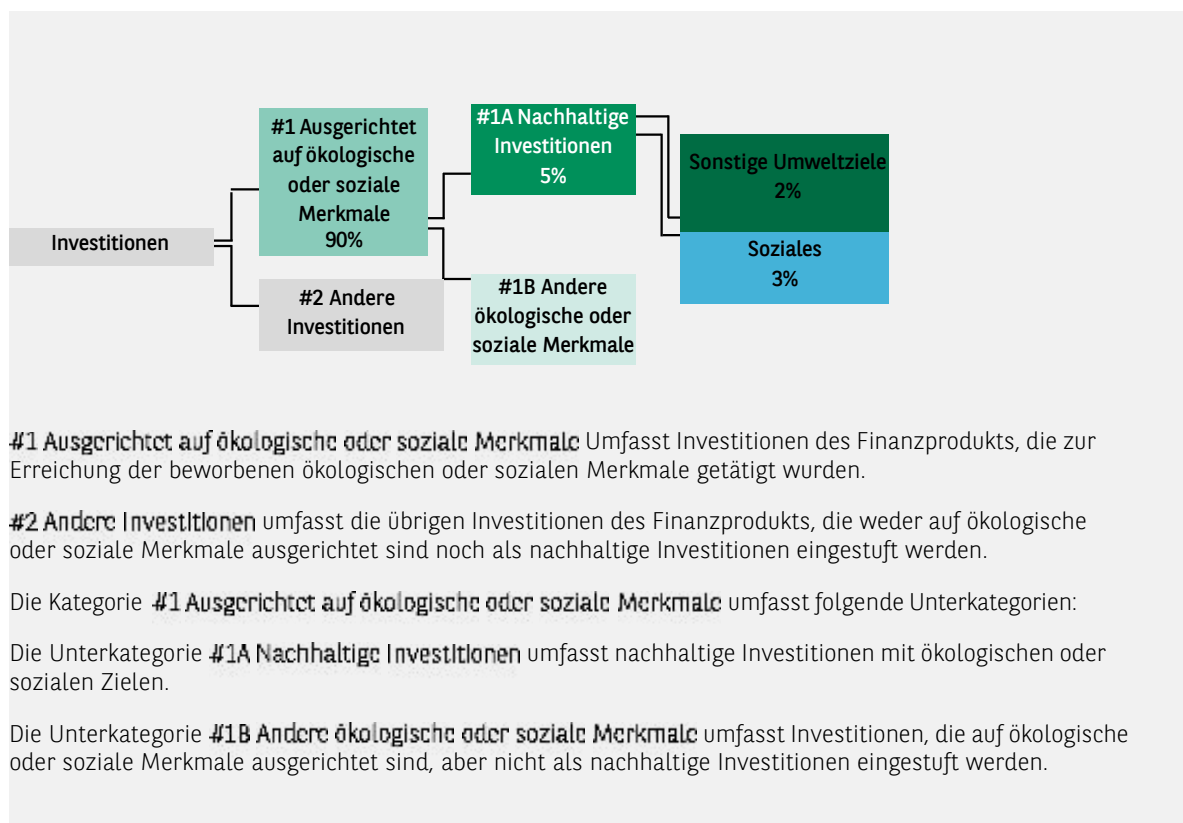 #1 Ausgerichtet
auf ökologische
oder soziale
Merkmale
90%
#1A Nachhaltige
Investitionen
5%
Sonstige Umweltziele
2%
Investitionen
Soziales
3%
#2 Andere
Investitionen
#1B Andere
ökologische oder
soziale Merkmale
#1 Ausgerichtet auf ökologische oder soziale Merkmale Umfasst Investitionen des Finanzprodukts, die zur
Erreichung der beworbenen ökologischen oder sozialen Merkmale getätigt wurden.
#2 Andere Investitionen umfasst die übrigen Investitionen des Finanzprodukts, die weder auf ökologische
oder soziale Merkmale ausgerichtet sind noch als nachhaltige Investitionen eingestuft werden.
Die Kategorie #1 Ausgerichtet auf ökologische oder soziale Merkmale umfasst folgende Unterkategorien:
Die Unterkategorie #1A Nachhaltige Investitionen umfasst nachhaltige Investitionen mit ökologischen oder
sozialen Zielen.
Die Unterkategorie #1B Andere ökologische oder soziale Merkmale umfasst Investitionen, die auf ökologische
oder soziale Merkmale ausgerichtet sind, aber nicht als nachhaltige Investitionen eingestuft werden.